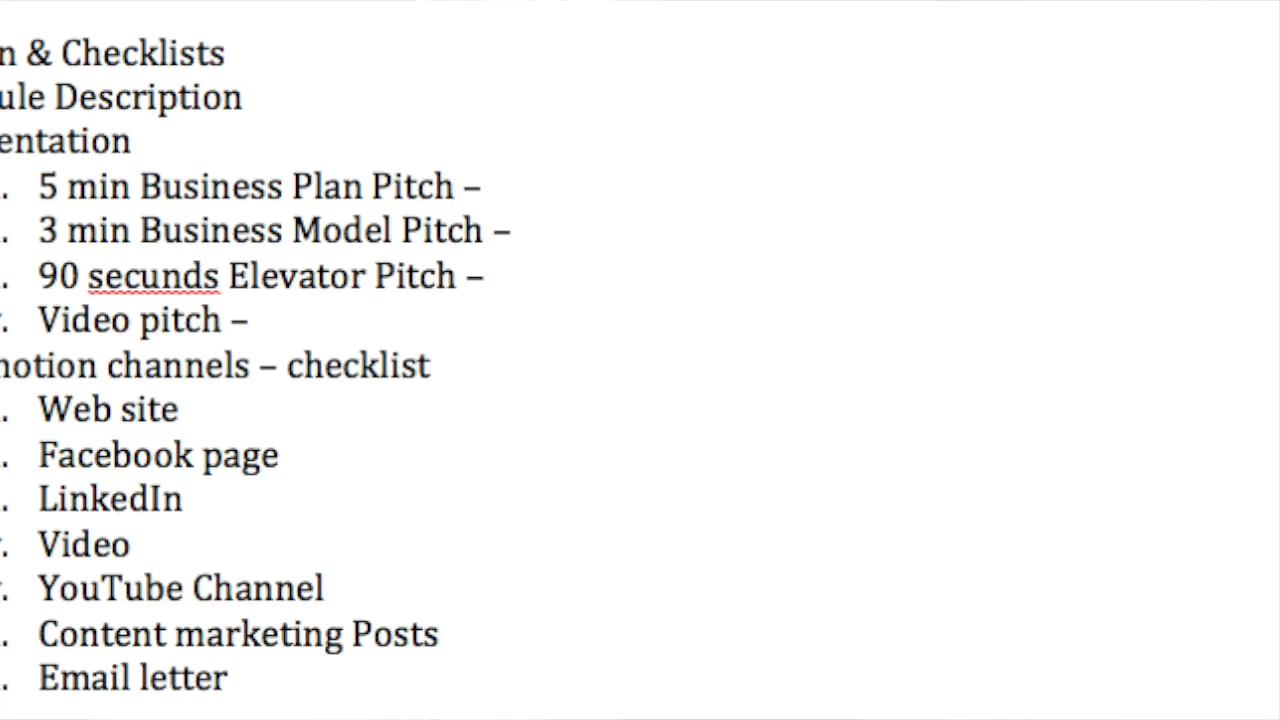 n & Checklists
ule Description
entation
. 5 min Business Plan Pitch –
. 3 min Business Model Pitch –
. 90 secunds Elevator Pitch –
. Video pitch –
notion channels – checklist
. Web site
. Facebook page
. LinkedIn
. Video
. YouTube Channel
. Content marketing Posts
. Email letter